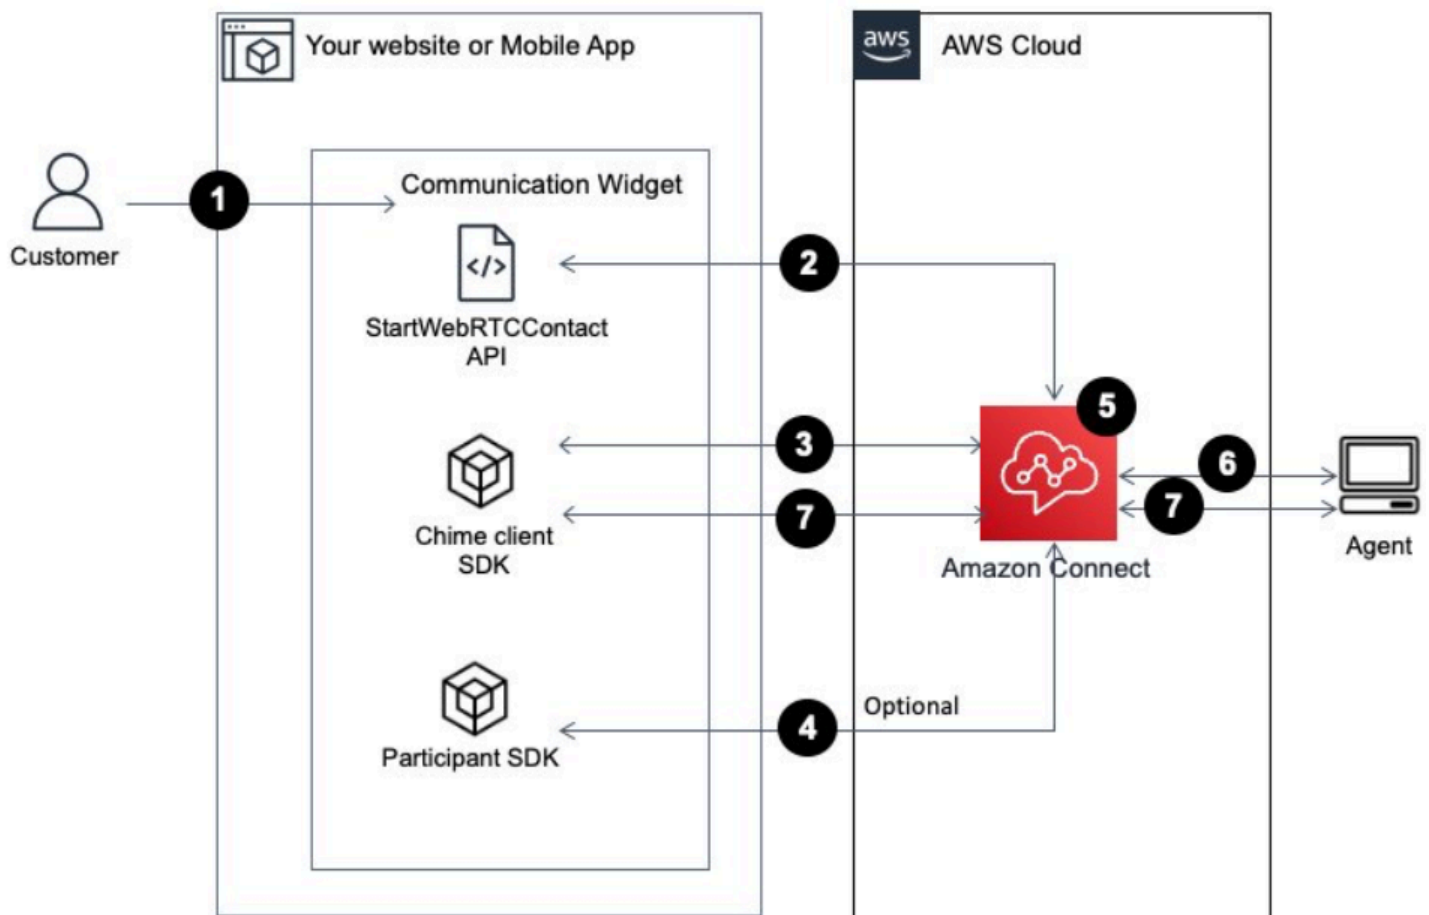 Your website or Mobile App
aws
AWS Cloud
Communication Widget
1
Customer
</>
2
StartWebRTCContact
API
5
3
6
7
7
Chime client
SDK
Agent
Amazon Connect
Optional
4
Participant SDK